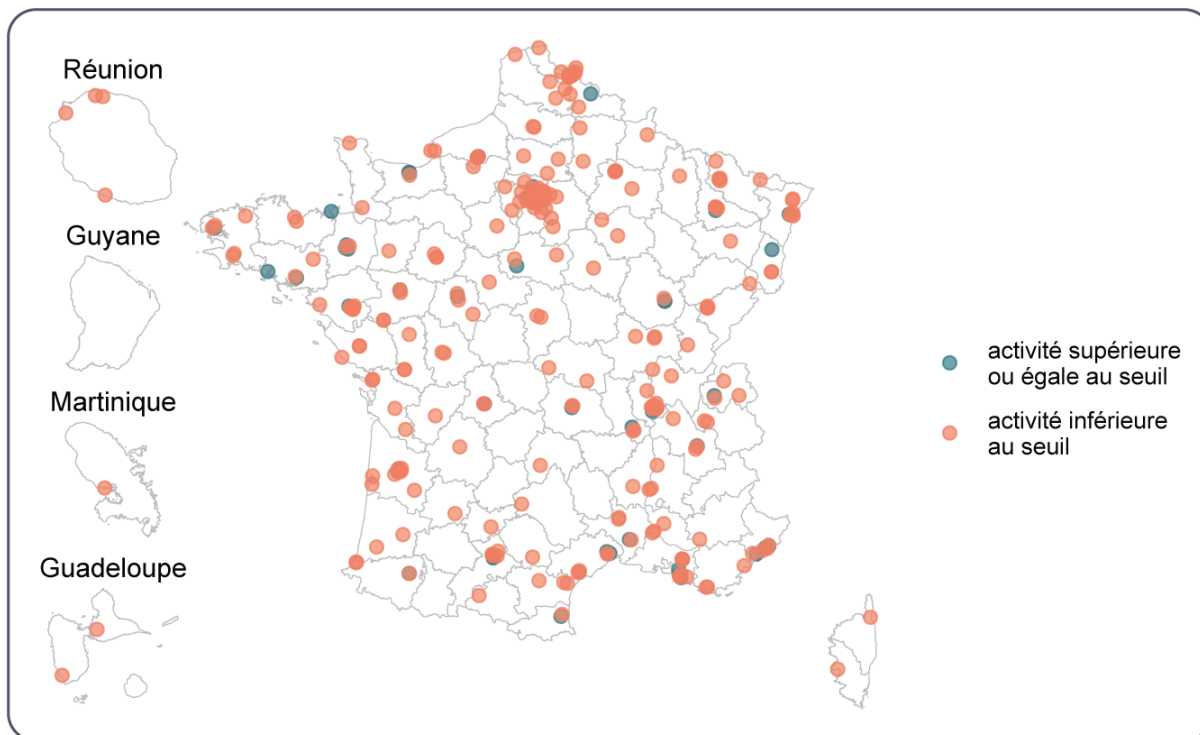 Réunion
Guyane
Martinique
Guadeloupe
activité supérieure
ou égale au seuil
activité inférieure
au seuil